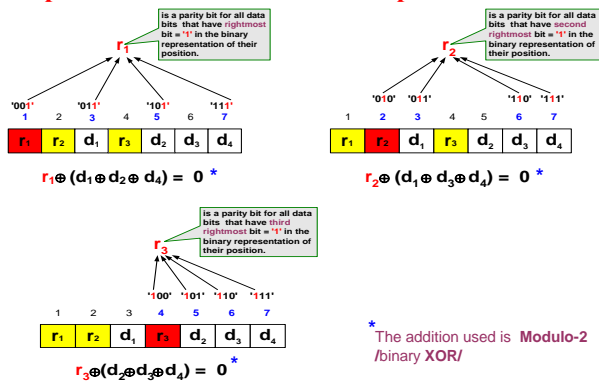 is a parity bit for all data
bits that have rightmost
bit = '1' in the binary
representation of their
position.
r1
'001' '011' '101' '111'
1 2 3 4 5 6 7
r1 r2 d1 r3 d2 d3 d4
r1⊕(d1⊕d2⊕ d4) = 0 *
is a parity bit for all data
bits that have second
rightmost bit = '1' in the
binary representation of
their position.
r2
'010' '011' '110' '111'
1 2 3 4 5 6 7
r1 r2 d1 r3 d2 d3 d4
r2⊕ (d1⊕ d3⊕d4) = 0 *
is a parity bit for all data
bits that have third
rightmost bit = '1' in the
binary representation of
their position.
r3
'100' '101' '110' '111'
1 2 3 4 5 6 7
r1 r2 d1 r3 d2 d3 d4
r3⊕(d2⊕d3⊕d4) = 0 *
*The addition used is Modulo-2
/binary XOR/